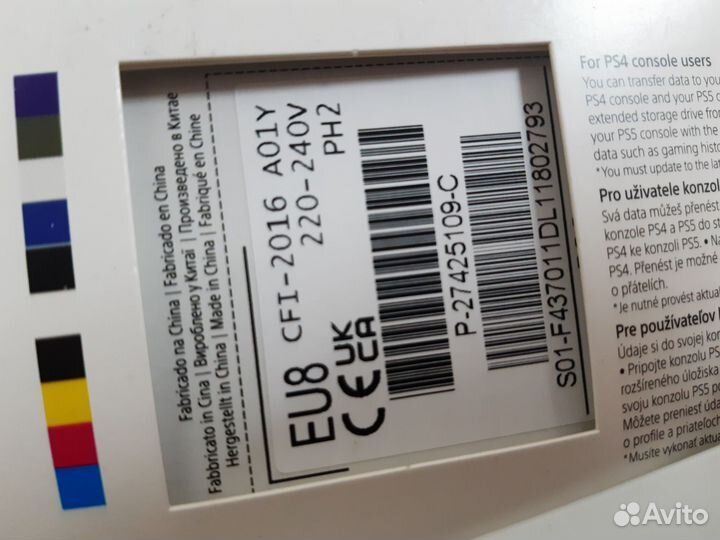 Fabricado na China | Fabricado en China
Fabbricato in Cina | Вироблено у Китаї | Произведено в Китае
Hergestellt in China | Made in China | Fabriqué en Chine
EU8 CFI-2016 A01Y
220-240V
PH2
CE UK
CA
P-27425109-C
S01-F437011DL11802793
For PS4 console users
You can transfer data to your
PS4 console and your PS5 c
extended storage drive from
your PS5 console with the
data such as gaming histo
*You must update to the lat
Pro uživatele konzol
Svá data můžeš přenést
konzole PS4 a PS5 do st
PS4 ke konzoli PS5. • Na
PS4. Přenést je možné
o přátelích.
*Je nutné provést aktual
Pre používateľov k
Údaje si do svojej kon
• Pripojte konzolu PS
rozšíreného úložiska
svoju konzolu PS5 p
Môžete preniesť údaj
o profile a priateľoch
*Musíte vykonať aktu
Avito